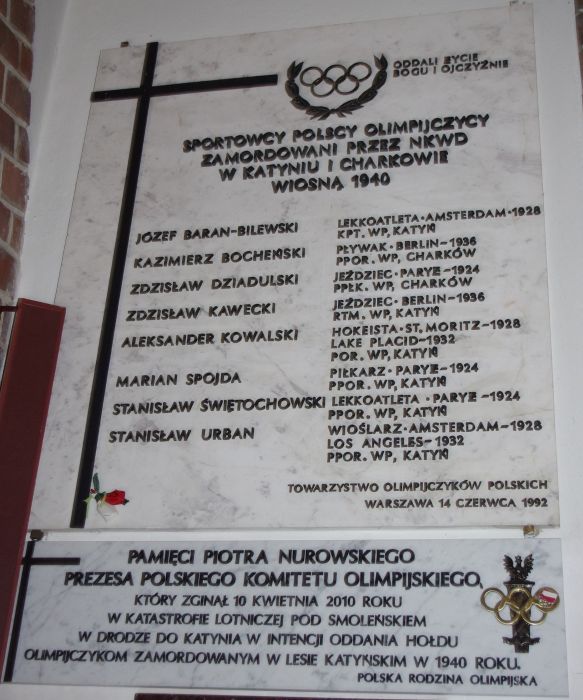 ODDALI ŻYCIE
BOGU I OJCZYŹNIE
SPORTOWCY POLSCY OLIMPIJCZYCY
ZAMORDOWANI PRZEZ NKWD
W KATYNIU I CHARKOWIE
WIOSNĄ 1940
JÓZEF BARAN-BILEWSKI LEKKOATLETA·AMSTERDAM-1928
KPT. WP, KATYŃ
KAZIMIERZ BOCHEŃSKI PŁYWAK·BERLIN-1936
PPOR. WP, CHARKÓW
ZDZISŁAW DZIADULSKI JEŹDZIEC·PARYŻ-1924
PPŁK. WP, CHARKÓW
ZDZISŁAW KAWECKI JEŹDZIEC·BERLIN-1936
RTM. WP, KATYŃ
ALEKSANDER KOWALSKI HOKEISTA·ST. MORITZ-1928
LAKE PLACID-1932
POR. WP, KATYŃ
MARIAN SPOJDA PIŁKARZ·PARYŻ-1924
PPOR. WP, KATYŃ
STANISŁAW ŚWIĘTOCHOWSKI LEKKOATLETA·PARYŻ-1924
PPOR. WP, KATYŃ
STANISŁAW URBAN WIOŚLARZ·AMSTERDAM-1928
LOS ANGELES-1932
PPOR. WP, KATYŃ
TOWARZYSTWO OLIMPIJCZYKÓW POLSKICH
WARSZAWA 14 CZERWCA 1992
PAMIĘCI PIOTRA NUROWSKIEGO
PREZESA POLSKIEGO KOMITETU OLIMPIJSKIEGO,
KTÓRY ZGINĄŁ 10 KWIETNIA 2010 ROKU
W KATASTROFIE LOTNICZEJ POD SMOLEŃSKIEM
W DRODZE DO KATYNIA W INTENCJI ODDANIA HOŁDU
OLIMPIJCZYKOM ZAMORDOWANYM W LESIE KATYŃSKIM W 1940 ROKU.
POLSKA RODZINA OLIMPIJSKA